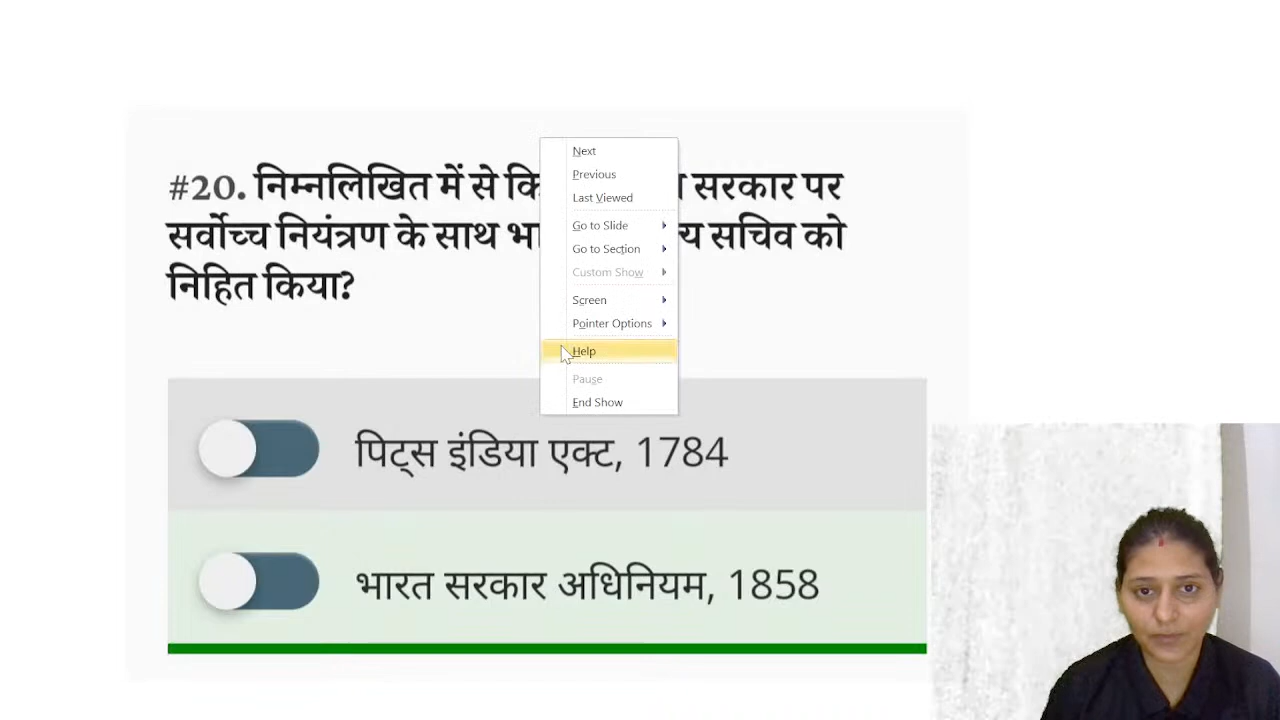 #20. निम्नलिखित में से सरकार पर
सर्वोच्च नियंत्रण के साथ सचिव को
निहित किया?
Next
Previous
Last Viewed
Go to Slide
Go to Section
Custom Show
Screen
Pointer Options
Help
Pause
End Show
पिट्स इंडिया एक्ट, 1784
भारत सरकार अधिनियम, 1858